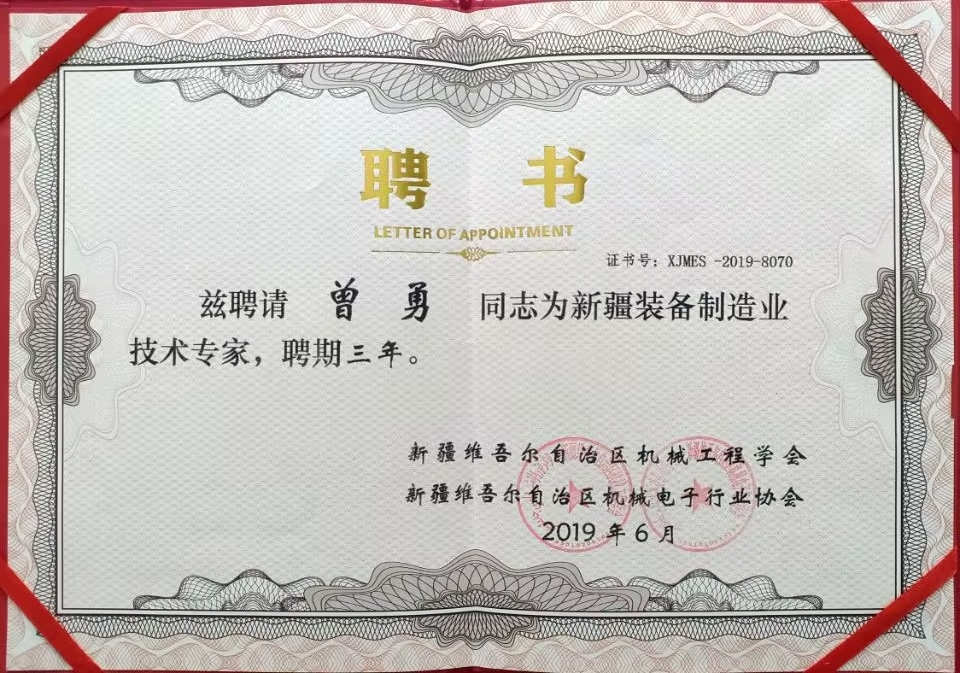 聘书
LETTER OF APPOINTMENT
证书号：XJMES -2019-8070
兹聘请 曾勇 同志为新疆装备制造业
技术专家，聘期三年。
新疆维吾尔自治区机械工程学会
新疆维吾尔自治区机械电子行业协会
2019年6月